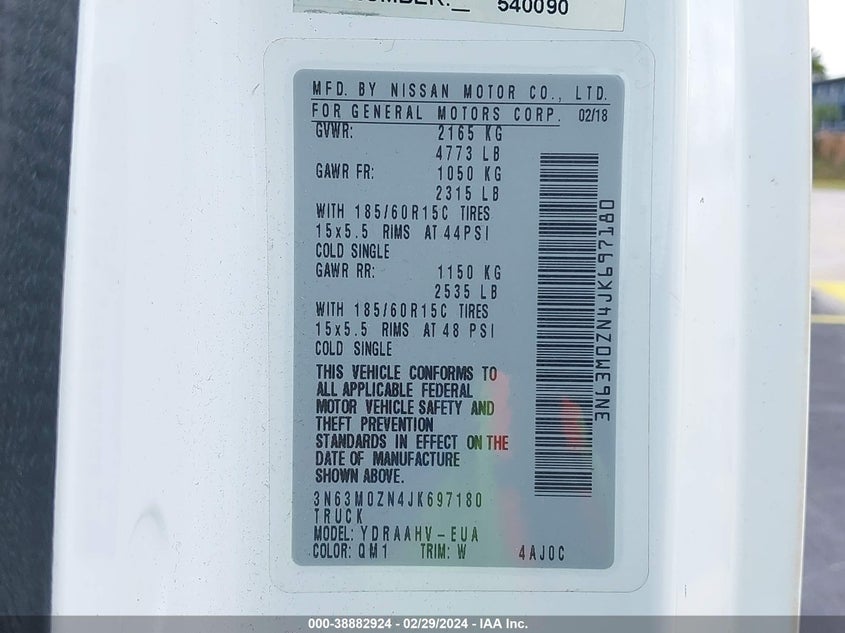 540090
MFD. BY NISSAN MOTOR CO., LTD.
FOR GENERAL MOTORS CORP. 02/18
GVWR: 2165 KG
4773 LB
GAWR FR: 1050 KG
2315 LB
WITH 185/60R15C TIRES
15x5.5 RIMS AT 44PSI
COLD SINGLE
GAWR RR: 1150 KG
2535 LB
WITH 185/60R15C TIRES
15x5.5 RIMS AT 48 PSI
COLD SINGLE
THIS VEHICLE CONFORMS TO
ALL APPLICABLE FEDERAL
MOTOR VEHICLE SAFETY AND
THEFT PREVENTION
STANDARDS IN EFFECT ON THE
DATE OF MANUFACTURE
SHOWN ABOVE.
3N63M0ZN4JK697180
TRUCK
MODEL: YDRAAHV-EUA
COLOR: QM1 TRIM: W 4AJ0C
3N63M0ZN4JK697180
000-38882924 - 02/29/2024 - IAA Inc.